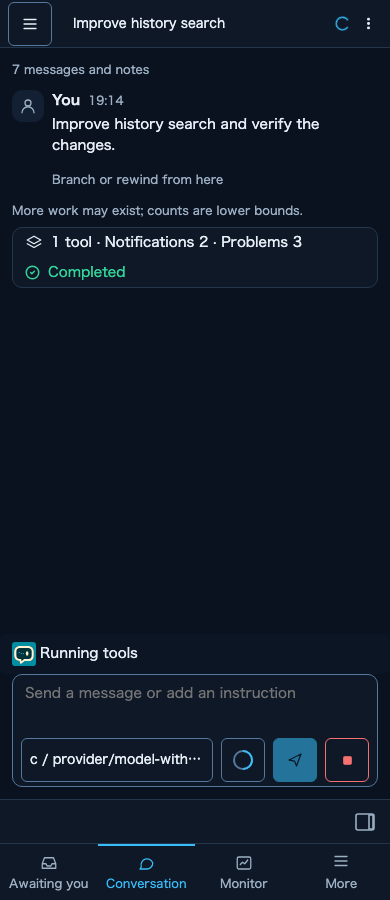 Improve history search
7 messages and notes
You 19:14
Improve history search and verify the
changes.
Branch or rewind from here
More work may exist; counts are lower bounds.
1 tool · Notifications 2 · Problems 3
Completed
Running tools
Send a message or add an instruction
c / provider/model-with···
Awaiting you
Conversation
Monitor
More